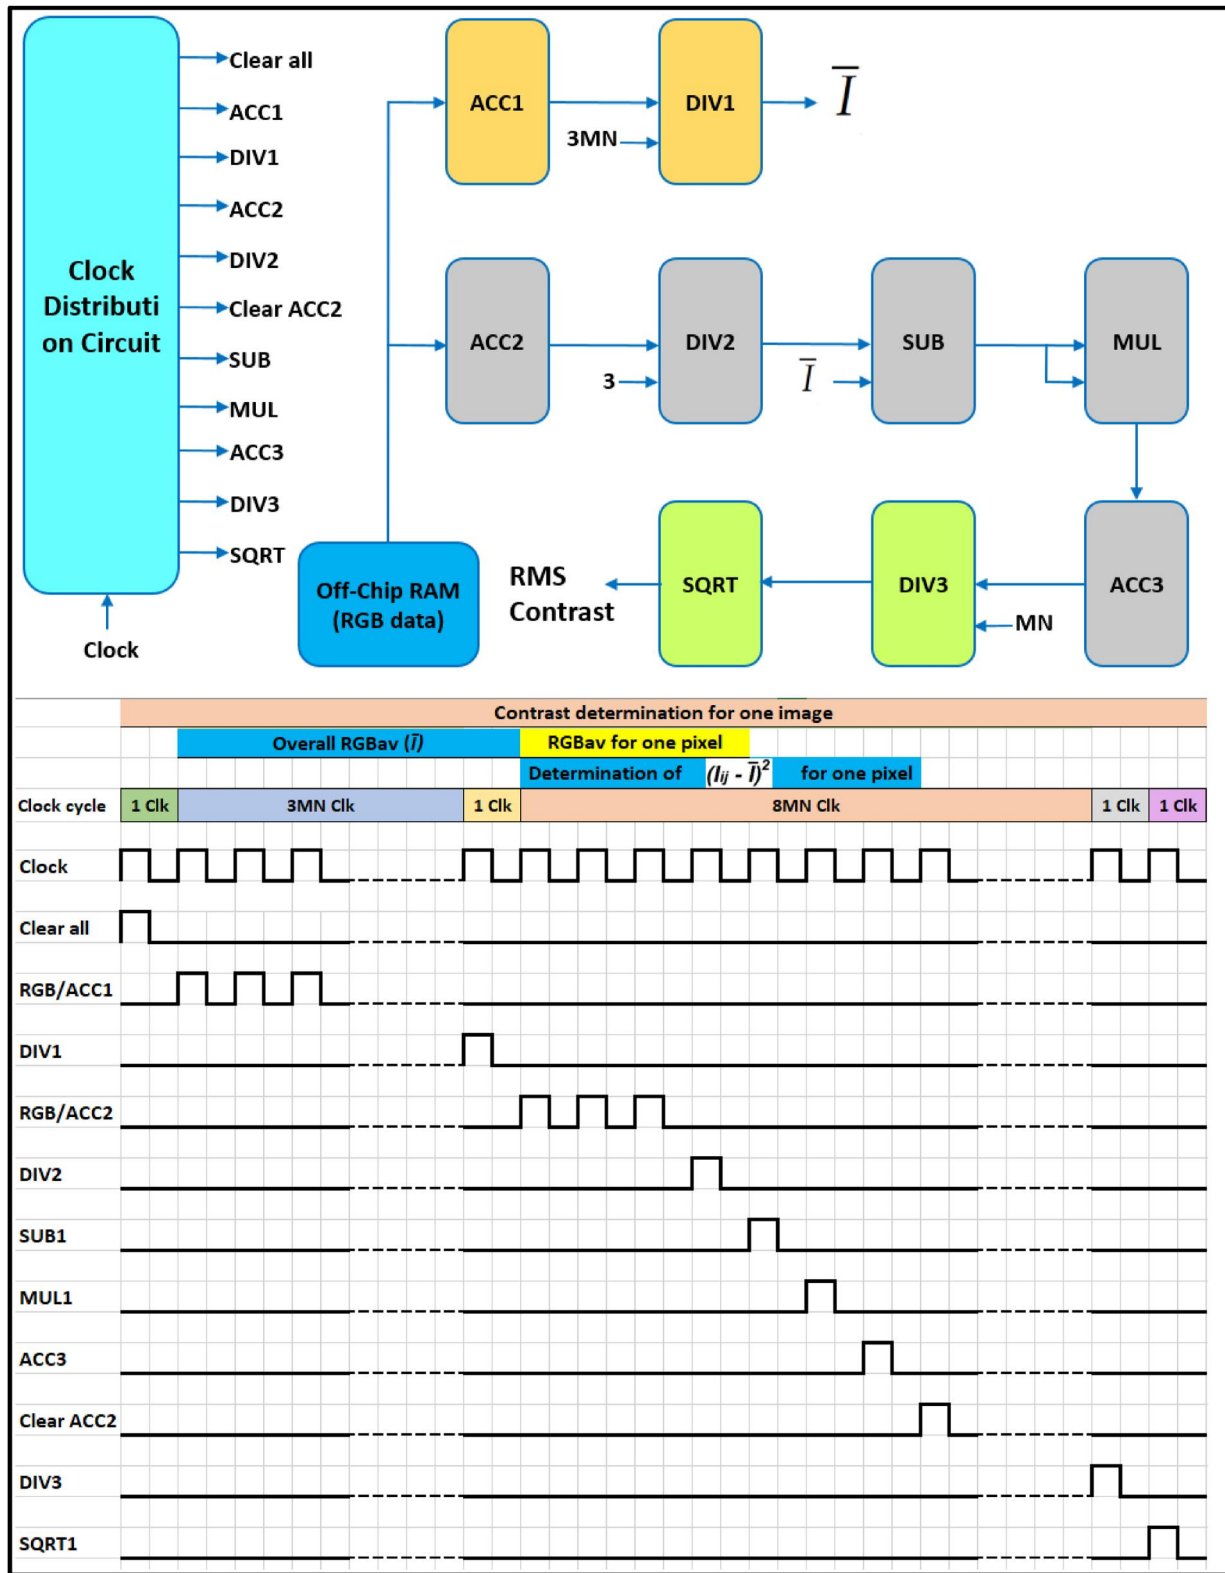 Clock
Distributi
on Circuit
Clock
Clear all
ACC1
DIV1
ACC2
DIV2
Clear ACC2
SUB
MUL
ACC3
DIV3
SQRT
ACC1
DIV1
3MN
I̅
ACC2
DIV2
3
I̅
SUB
MUL
Off-Chip RAM
(RGB data)
RMS
Contrast
SQRT
DIV3
MN
ACC3
Contrast determination for one image
Overall RGBav (I̅)
RGBav for one pixel
Determination of (Iij - I̅)² for one pixel
Clock cycle 1 Clk 3MN Clk 1 Clk 8MN Clk 1 Clk 1 Clk
Clock
Clear all
RGB/ACC1
DIV1
RGB/ACC2
DIV2
SUB1
MUL1
ACC3
Clear ACC2
DIV3
SQRT1